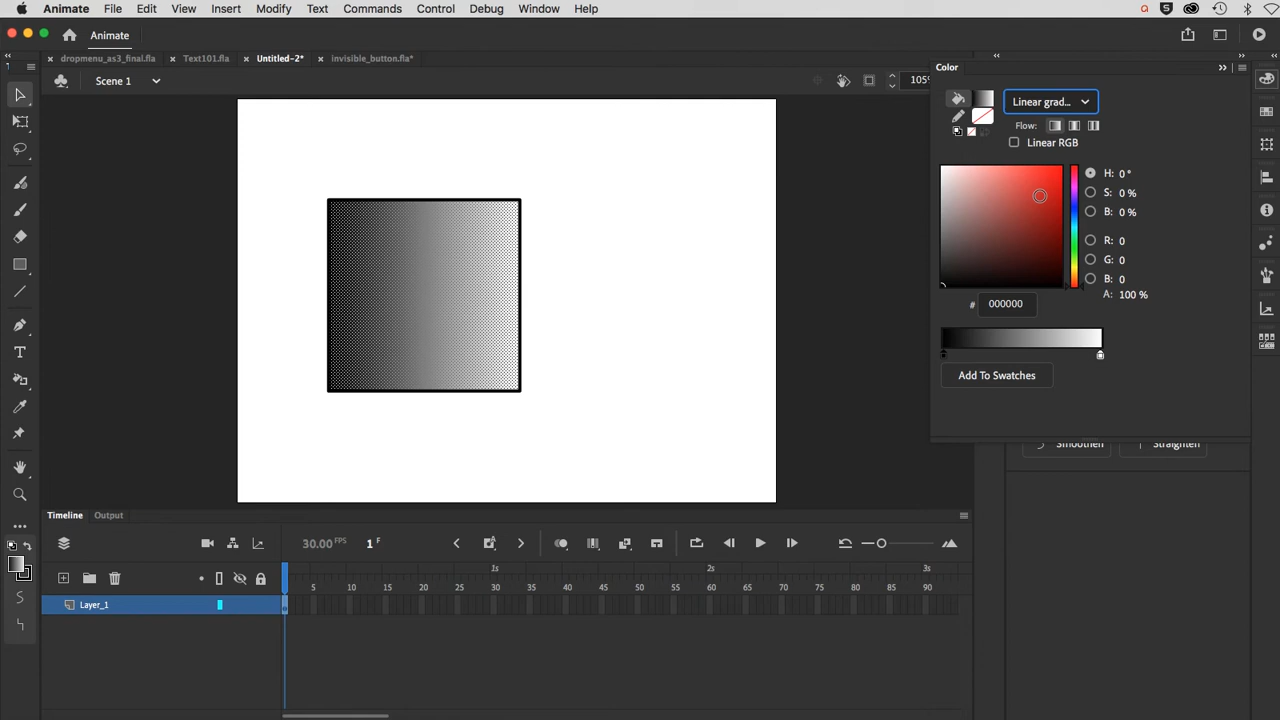 Animate File Edit View Insert Modify Text Commands Control Debug Window Help
Animate
dropmenu_as3_final.fla Text101.fla Untitled-2* invisible_button.fla*
Scene 1
105%
Color
Linear grad...
Flow:
Linear RGB
H: 0 °
S: 0 %
B: 0 %
R: 0
G: 0
B: 0
A: 100 %
# 000000
Add To Swatches
Smoothen Straighten
Timeline Output
30.00 FPS 1 F
1s 2s 3s
5 10 15 20 25 30 35 40 45 50 55 60 65 70 75 80 85 90
Layer_1